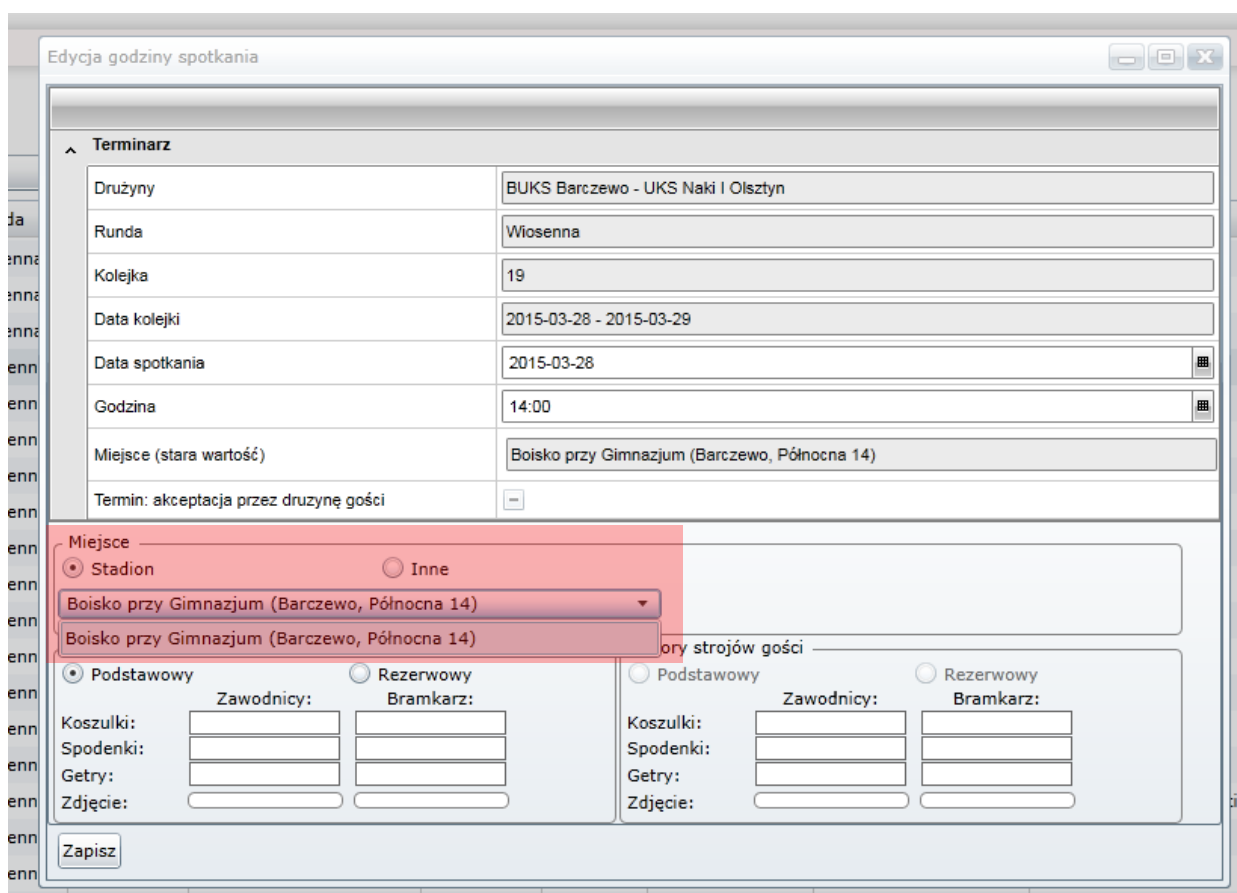 Edycja godziny spotkania
Terminarz
Drużyny BUKS Barczewo - UKS Naki I Olsztyn
Runda Wiosenna
Kolejka 19
Data kolejki 2015-03-28 - 2015-03-29
Data spotkania 2015-03-28
Godzina 14:00
Miejsce (stara wartość) Boisko przy Gimnazjum (Barczewo, Północna 14)
Termin: akceptacja przez drużynę gości
Miejsce
Stadion Inne
Boisko przy Gimnazjum (Barczewo, Północna 14)
Boisko przy Gimnazjum (Barczewo, Północna 14)
strojów gości
Podstawowy Rezerwowy Podstawowy Rezerwowy
Zawodnicy: Bramkarz: Zawodnicy: Bramkarz:
Koszulki: Koszulki:
Spodenki: Spodenki:
Getry: Getry:
Zdjęcie: Zdjęcie:
Zapisz